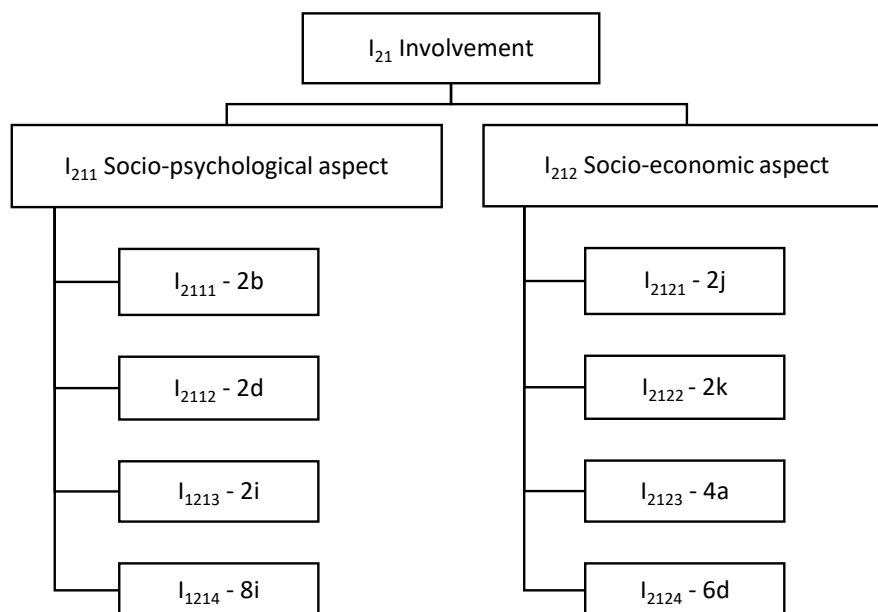 I₂₁ Involvement
I₂₁₁ Socio-psychological aspect
I₂₁₂ Socio-economic aspect
I₂₁₁₁ - 2b
I₂₁₂₁ - 2j
I₂₁₁₂ - 2d
I₂₁₂₂ - 2k
I₁₂₁₃ - 2i
I₂₁₂₃ - 4a
I₁₂₁₄ - 8i
I₂₁₂₄ - 6d